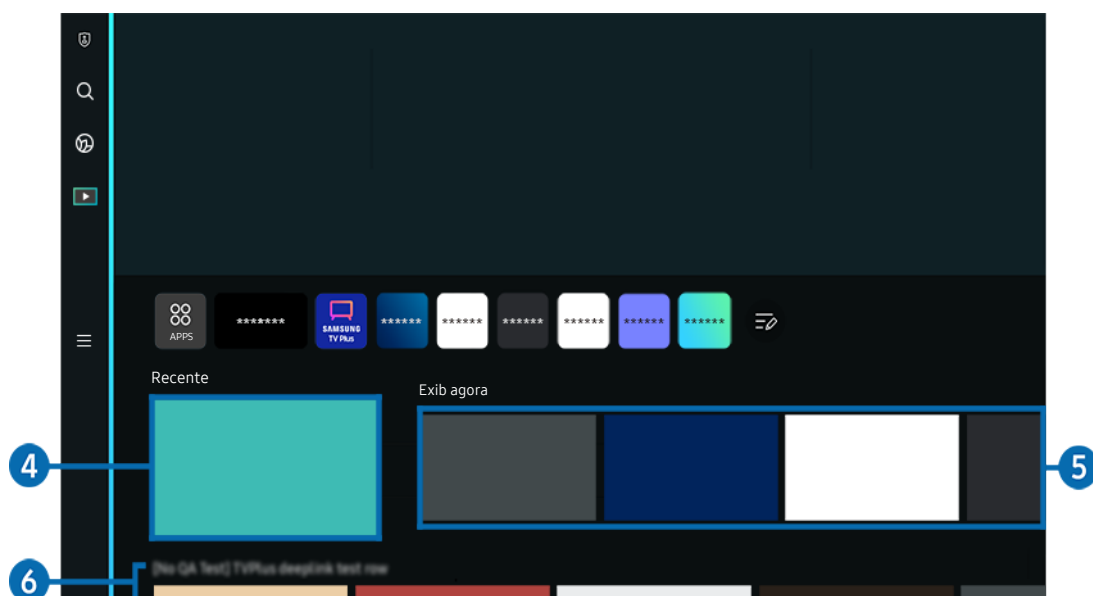 APPS
*******
SAMSUNG
TV Plus
******
******
******
******
******
******
Recente
Exib agora
4
5
6
[No QA Test] TVPlus deeplink test row